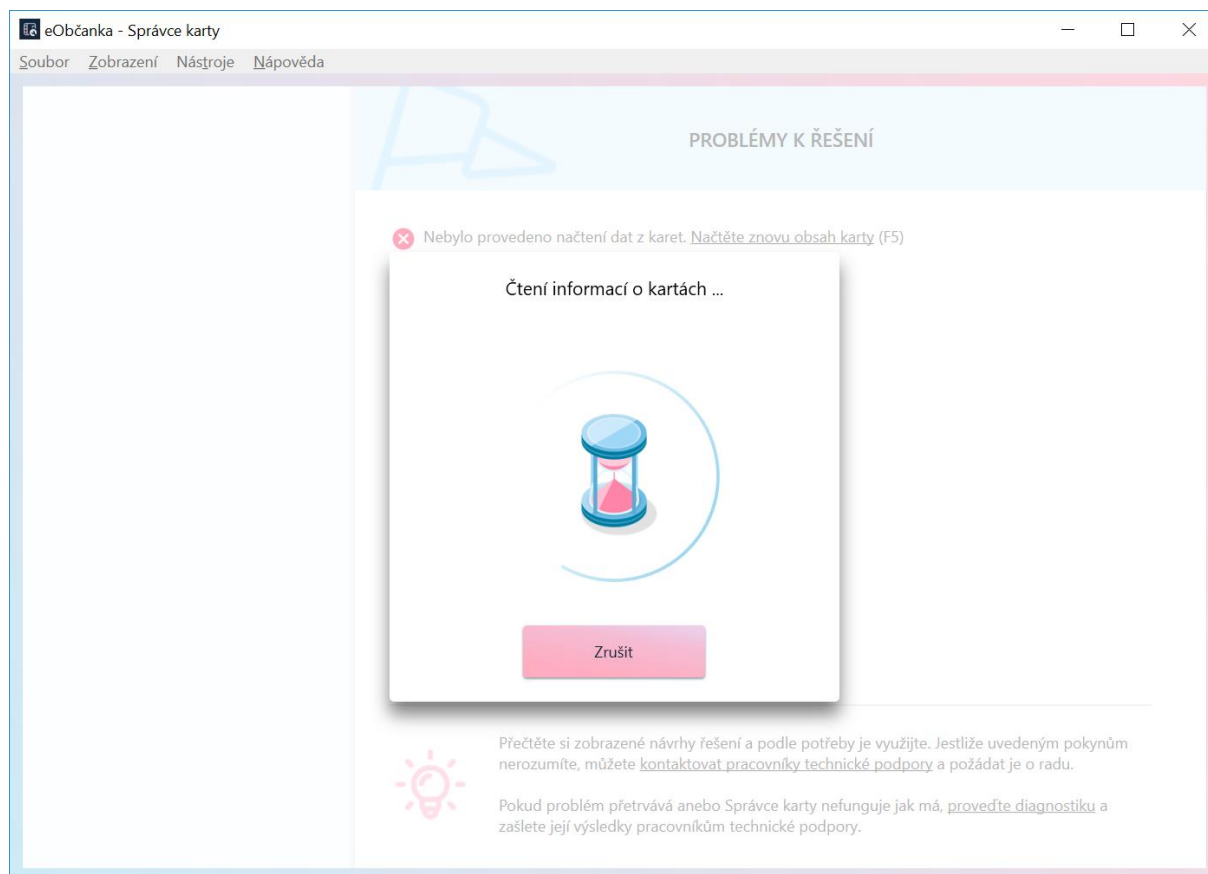 eObčanka - Správce karty
Soubor Zobrazení Nástroje Nápověda
PROBLÉMY K ŘEŠENÍ
Nebylo provedeno načtení dat z karet. Načtěte znovu obsah karty (F5)
Čtení informací o kartách ...
Zrušit
Přečtěte si zobrazené návrhy řešení a podle potřeby je využijte. Jestliže uvedeným pokynům
nerozumíte, můžete kontaktovat pracovníky technické podpory a požádat je o radu.
Pokud problém přetrvává anebo Správce karty nefunguje jak má, proveďte diagnostiku a
zašlete její výsledky pracovníkům technické podpory.